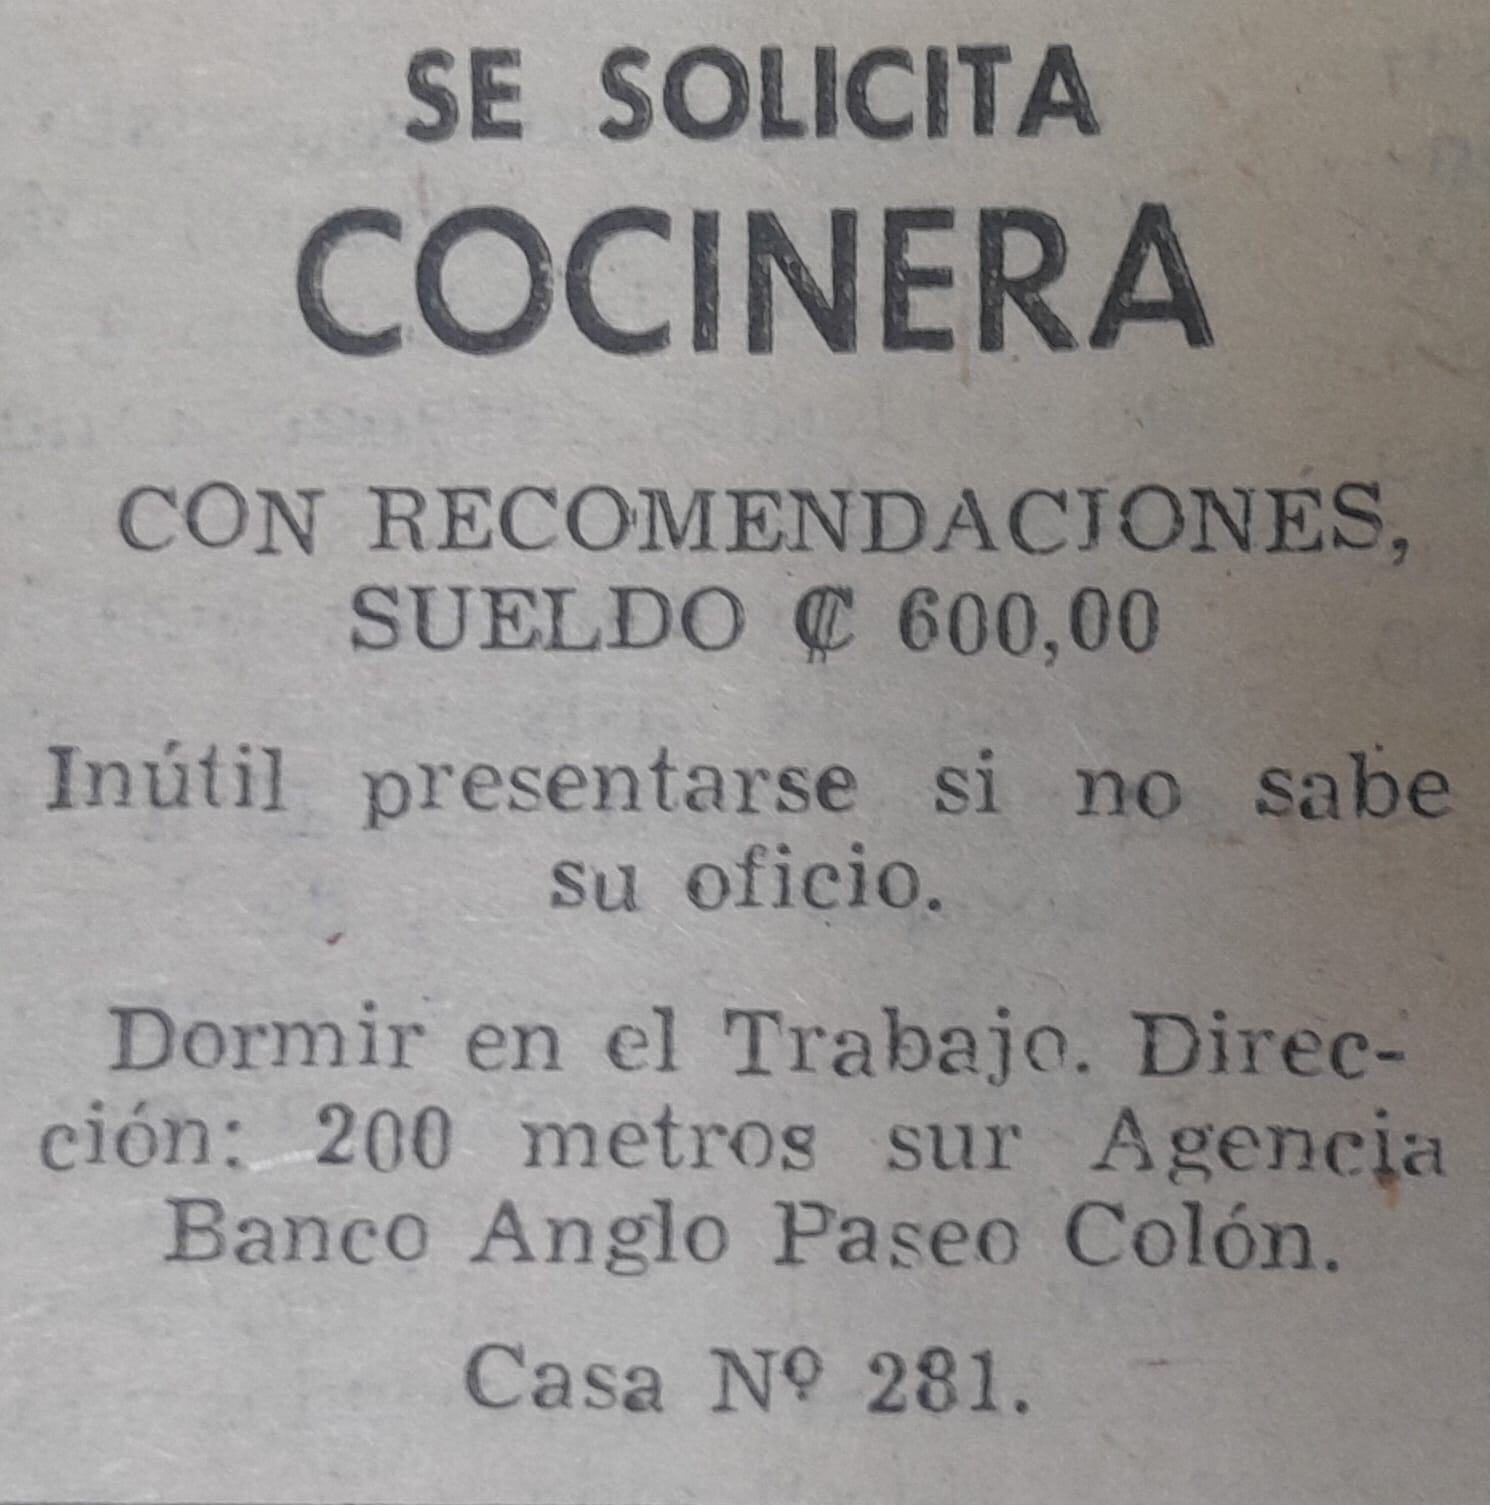 SE SOLICITA
COCINERA
CON RECOMENDACIONES,
SUELDO ₡ 600,00
Inútil presentarse si no sabe
su oficio.
Dormir en el Trabajo. Direc-
ción: 200 metros sur Agencia
Banco Anglo Paseo Colón.
Casa Nº 281.